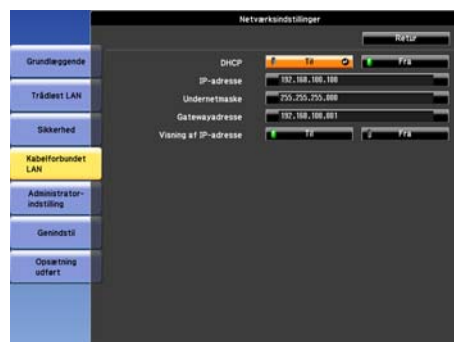 Netværksindstillinger
Retur
Grundlæggende
Trådløst LAN
Sikkerhed
Kabelforbundet LAN
Administrator-indstilling
Genindstil
Opsætning udført
DHCP Til Fra
IP-adresse 192.168.100.100
Undernetmaske 255.255.255.000
Gatewayadresse 192.168.100.001
Visning af IP-adresse Til Fra